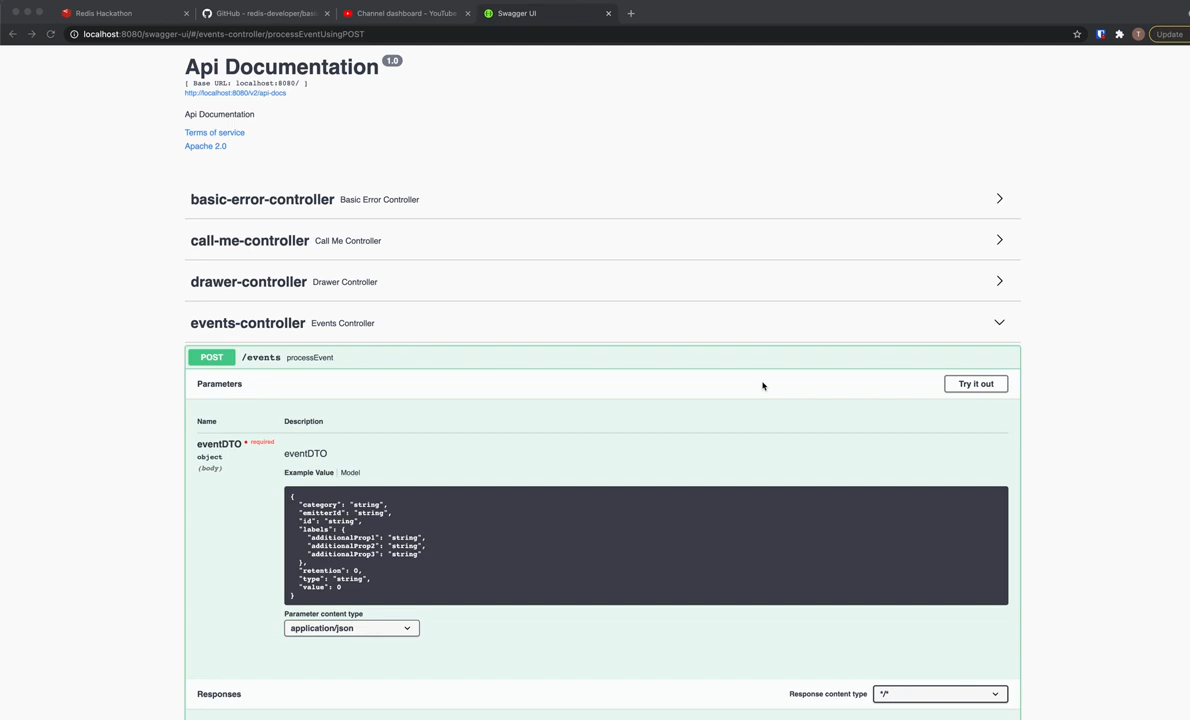 Redis Hackathon
GitHub - redis-developer/basi
Channel dashboard - YouTube
Swagger UI
localhost:8080/swagger-ui/#/events-controller/processEventUsingPOST
T
Update
Api Documentation 1.0
[ Base URL: localhost:8080/ ]
http://localhost:8080/v2/api-docs
Api Documentation
Terms of service
Apache 2.0
basic-error-controller Basic Error Controller
call-me-controller Call Me Controller
drawer-controller Drawer Controller
events-controller Events Controller
POST /events processEvent
Parameters
Try it out
Name Description
eventDTO * required
object
(body)
eventDTO
Example Value | Model
{
"category": "string",
"emitterId": "string",
"id": "string",
"labels": {
"additionalProp1": "string",
"additionalProp2": "string",
"additionalProp3": "string"
},
"retention": 0,
"type": "string",
"value": 0
}
Parameter content type
application/json
Responses
Response content type */*